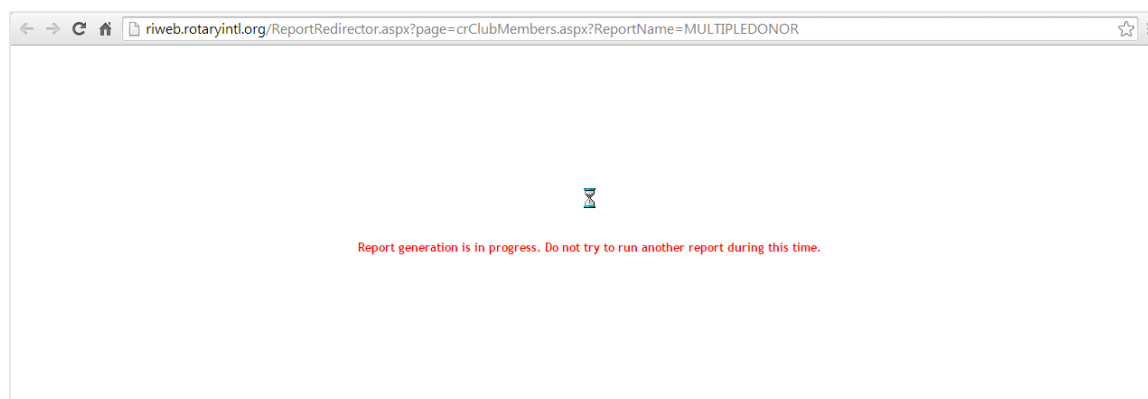 riweb.rotaryintl.org/ReportRedirector.aspx?page=crClubMembers.aspx?ReportName=MULTIPLEDONOR
Report generation is in progress. Do not try to run another report during this time.